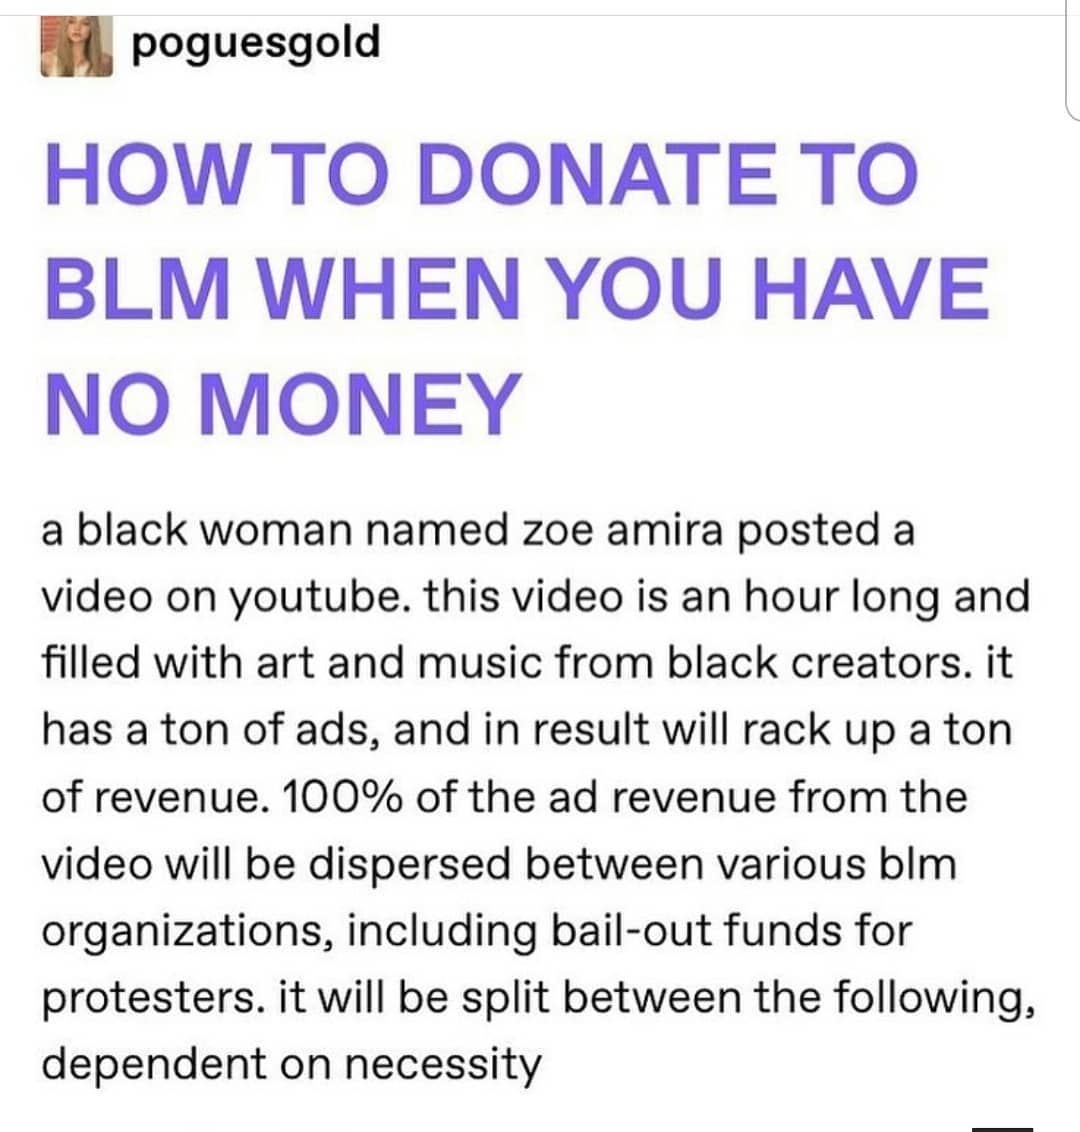 poguesgold
HOW TO DONATE TO
BLM WHEN YOU HAVE
NO MONEY
a black woman named zoe amira posted a
video on youtube. this video is an hour long and
filled with art and music from black creators. it
has a ton of ads, and in result will rack up a ton
of revenue. 100% of the ad revenue from the
video will be dispersed between various blm
organizations, including bail-out funds for
protesters. it will be split between the following,
dependent on necessity